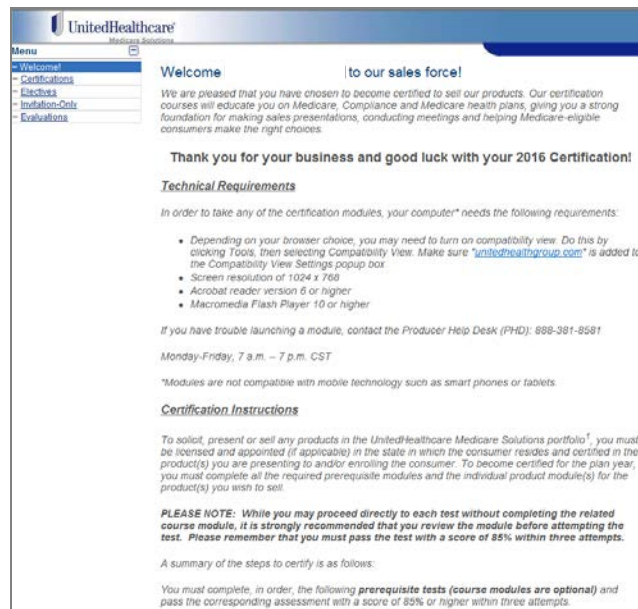 UnitedHealthcare®
Medicare Solutions
Menu
Welcome!
Certifications
Electives
Invitation-Only
Evaluations
Welcome to our sales force!
We are pleased that you have chosen to become certified to sell our products. Our certification
courses will educate you on Medicare, Compliance and Medicare health plans, giving you a strong
foundation for making sales presentations, conducting meetings and helping Medicare-eligible
consumers make the right choices.
Thank you for your business and good luck with your 2016 Certification!
Technical Requirements
In order to take any of the certification modules, your computer* needs the following requirements:
• Depending on your browser choice, you may need to turn on compatibility view. Do this by
clicking Tools, then selecting Compatibility View. Make sure "unitedhealthgroup.com" is added to
the Compatibility View Settings popup box
• Screen resolution of 1024 x 768
• Acrobat reader version 6 or higher
• Macromedia Flash Player 10 or higher
If you have trouble launching a module, contact the Producer Help Desk (PHD): 888-381-8581
Monday-Friday, 7 a.m. – 7 p.m. CST
*Modules are not compatible with mobile technology such as smart phones or tablets.
Certification Instructions
To solicit, present or sell any products in the UnitedHealthcare Medicare Solutions portfolio¹, you must
be licensed and appointed (if applicable) in the state in which the consumer resides and certified in the
product(s) you are presenting to and/or enrolling the consumer. To become certified for the plan year,
you must complete all the required prerequisite modules and the individual product module(s) for the
product(s) you wish to sell.
PLEASE NOTE: While you may proceed directly to each test without completing the related
course module, it is strongly recommended that you review the module before attempting the
test. Please remember that you must pass the test with a score of 85% within three attempts.
A summary of the steps to certify is as follows:
You must complete, in order, the following prerequisite tests (course modules are optional) and
pass the corresponding assessment with a score of 85% or higher within three attempts.